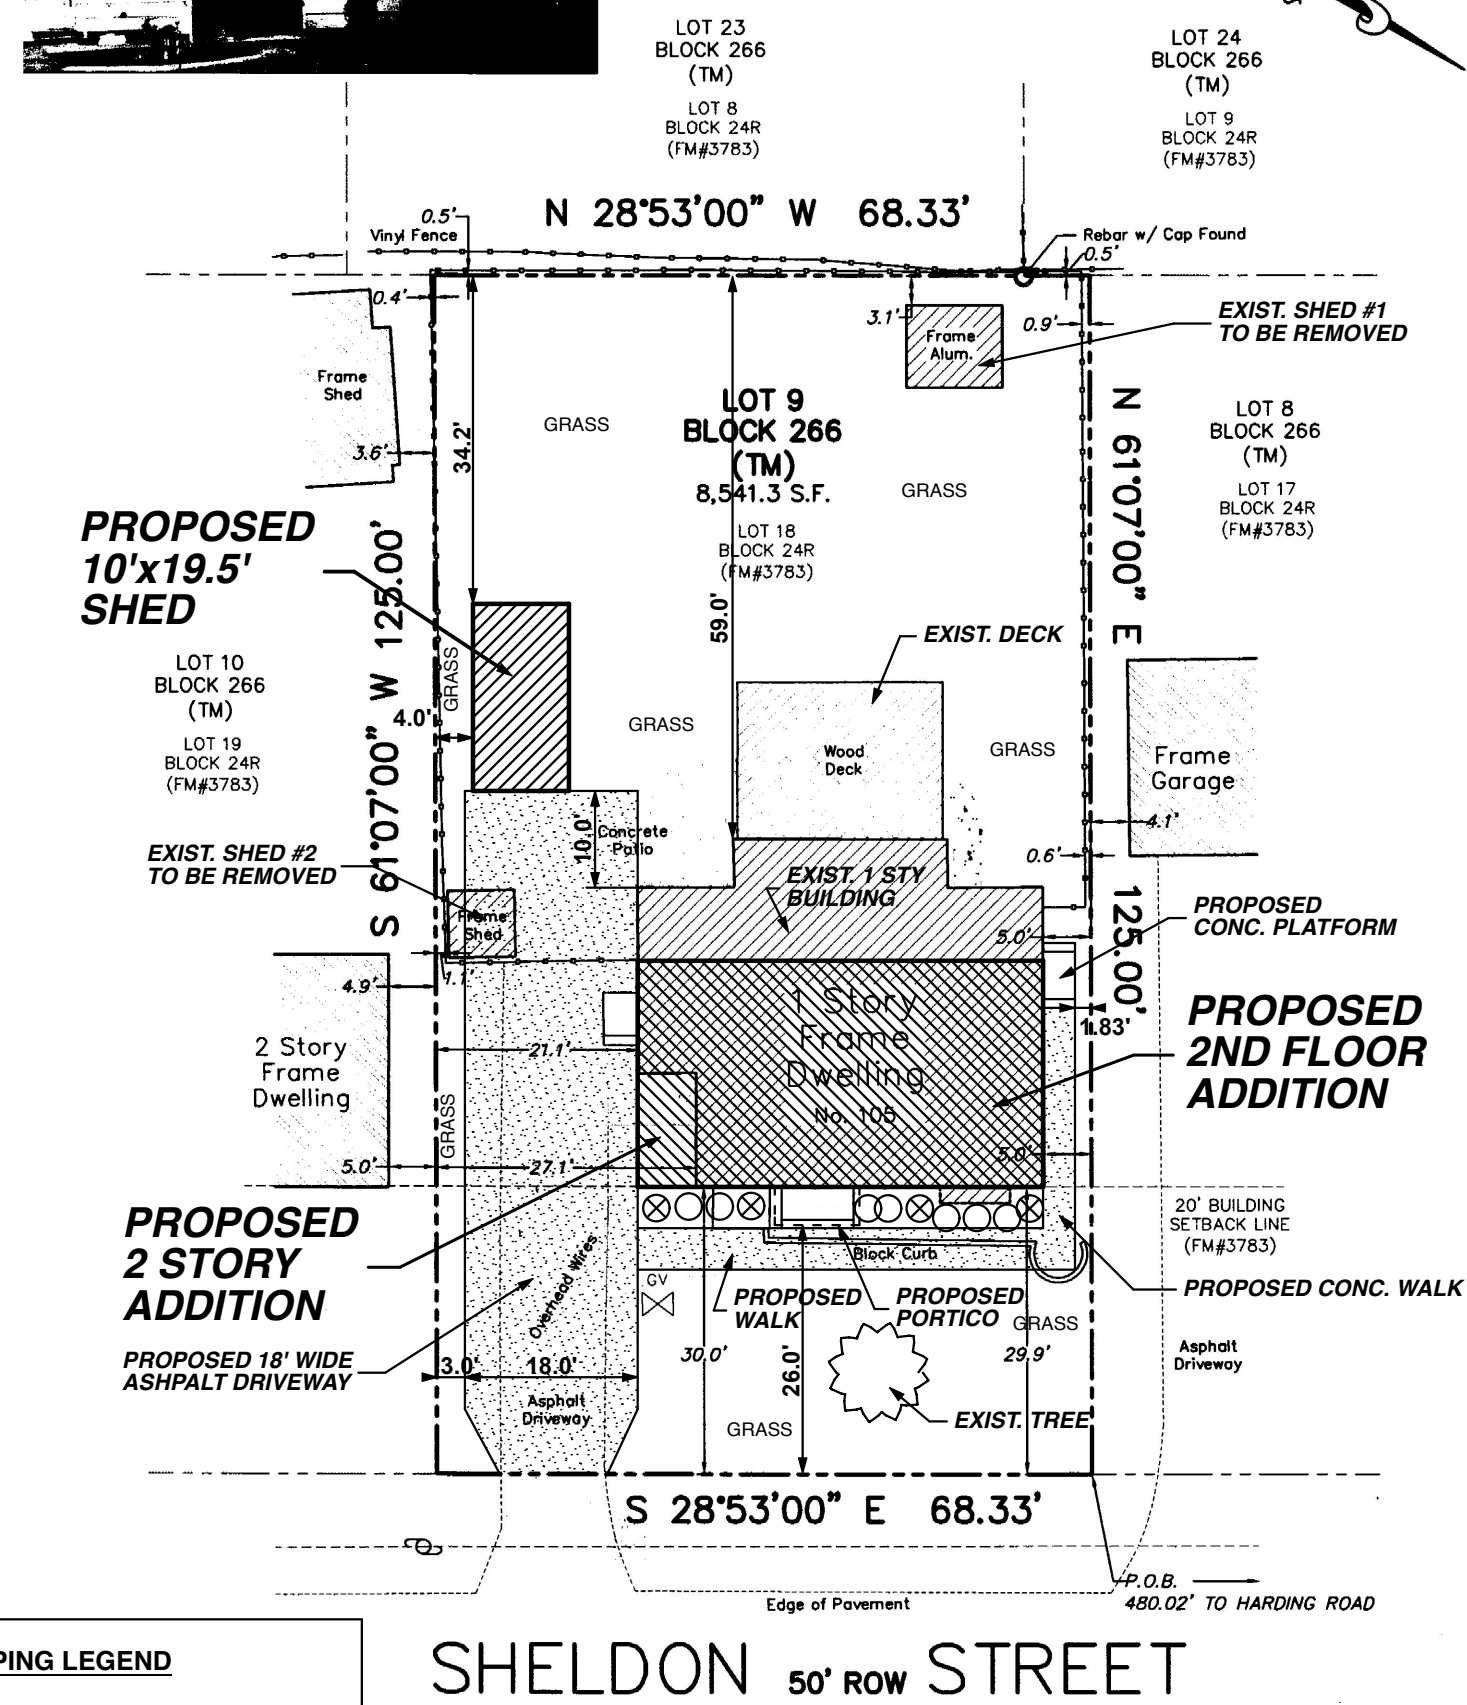 LOT 23
BLOCK 266
(TM)
LOT 8
BLOCK 24R
(FM#3783)
LOT 24
BLOCK 266
(TM)
LOT 9
BLOCK 24R
(FM#3783)
N 28°53'00" W 68.33'
0.5'
Vinyl Fence
Rebar w/ Cap Found
0.5'
0.4'
3.1'
0.9'
EXIST. SHED #1
TO BE REMOVED
Frame
Alum.
Frame
Shed
3.6'
34.2'
GRASS
LOT 9
BLOCK 266
(TM)
8,541.3 S.F.
LOT 18
BLOCK 24R
(FM#3783)
GRASS
N 61°07'00" E 125.00'
LOT 8
BLOCK 266
(TM)
LOT 17
BLOCK 24R
(FM#3783)
PROPOSED
10'x19.5'
SHED
S 61°07'00" W 125.00'
59.0'
EXIST. DECK
LOT 10
BLOCK 266
(TM)
LOT 19
BLOCK 24R
(FM#3783)
GRASS
4.0'
GRASS
Wood
Deck
GRASS
Frame
Garage
4.1'
10.0'
Concrete
Patio
0.6'
EXIST. SHED #2
TO BE REMOVED
EXIST. 1 STY
BUILDING
Frame
Shed
PROPOSED
CONC. PLATFORM
5.0'
1.1'
4.9'
1.83'
PROPOSED
2ND FLOOR
ADDITION
2 Story
Frame
Dwelling
21.1'
1 Story
Frame
Dwelling
No. 105
GRASS
5.0'
27.1'
5.0'
PROPOSED
2 STORY
ADDITION
20' BUILDING
SETBACK LINE
(FM#3783)
Overhead Wires
Block Curb
GV
PROPOSED
WALK
PROPOSED
PORTICO
PROPOSED CONC. WALK
GRASS
PROPOSED 18' WIDE
ASHPALT DRIVEWAY
3.0'
18.0'
30.0'
26.0'
29.9'
Asphalt
Driveway
Asphalt
Driveway
GRASS
EXIST. TREE
S 28°53'00" E 68.33'
P.O.B.
480.02' TO HARDING ROAD
Edge of Pavement
PING LEGEND
SHELDON 50' ROW STREET